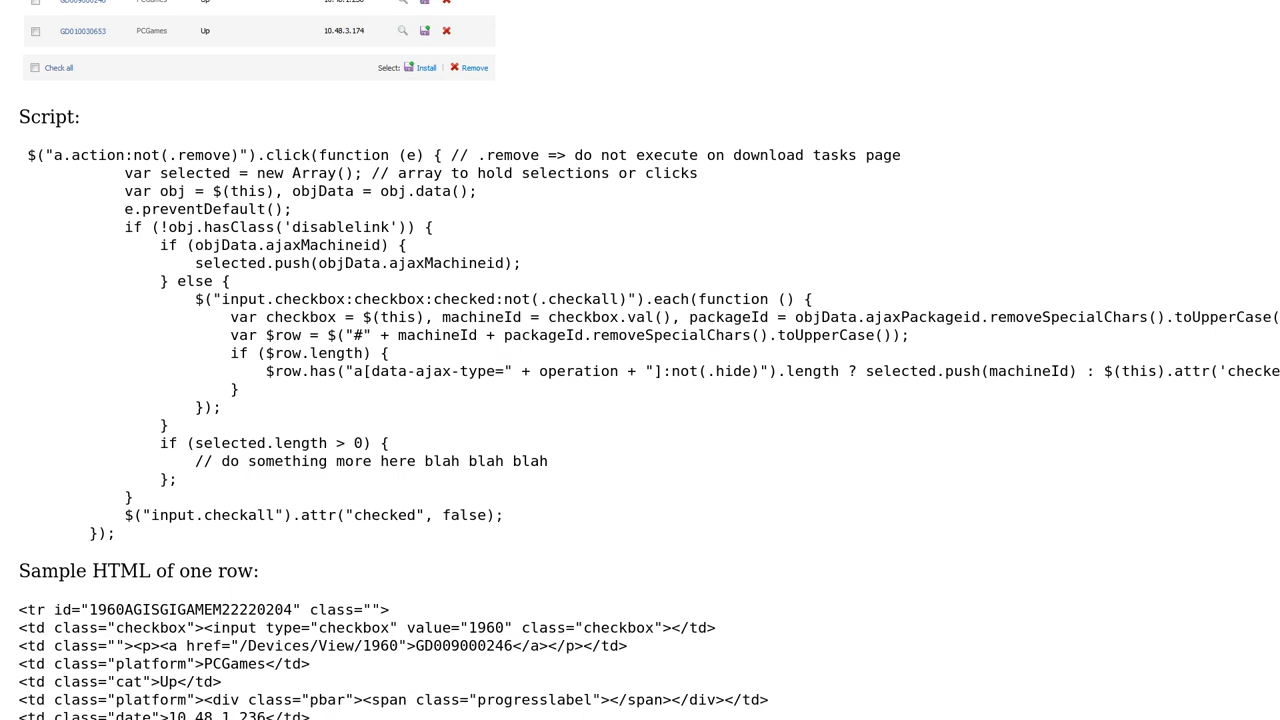 GD010030653 PCGames Up 10.48.3.174
Check all Select: Install | Remove
Script:
$("a.action:not(.remove)").click(function (e) { // .remove => do not execute on download tasks page
var selected = new Array(); // array to hold selections or clicks
var obj = $(this), objData = obj.data();
e.preventDefault();
if (!obj.hasClass('disablelink')) {
if (objData.ajaxMachineid) {
selected.push(objData.ajaxMachineid);
} else {
$("input.checkbox:checkbox:checked:not(.checkall)").each(function () {
var checkbox = $(this), machineId = checkbox.val(), packageId = objData.ajaxPackageid.removeSpecialChars().toUpperCase(
var $row = $("#" + machineId + packageId.removeSpecialChars().toUpperCase());
if ($row.length) {
$row.has("a[data-ajax-type=" + operation + "]:not(.hide)").length ? selected.push(machineId) : $(this).attr('checke
}
});
}
if (selected.length > 0) {
// do something more here blah blah blah
};
}
$("input.checkall").attr("checked", false);
});
Sample HTML of one row:
<tr id="1960AGISGIGAMEM22220204" class="">
<td class="checkbox"><input type="checkbox" value="1960" class="checkbox"></td>
<td class=""><p><a href="/Devices/View/1960">GD009000246</a></p></td>
<td class="platform">PCGames</td>
<td class="cat">Up</td>
<td class="platform"><div class="pbar"><span class="progresslabel"></span></div></td>
<td class="date">10.48.1.236</td>